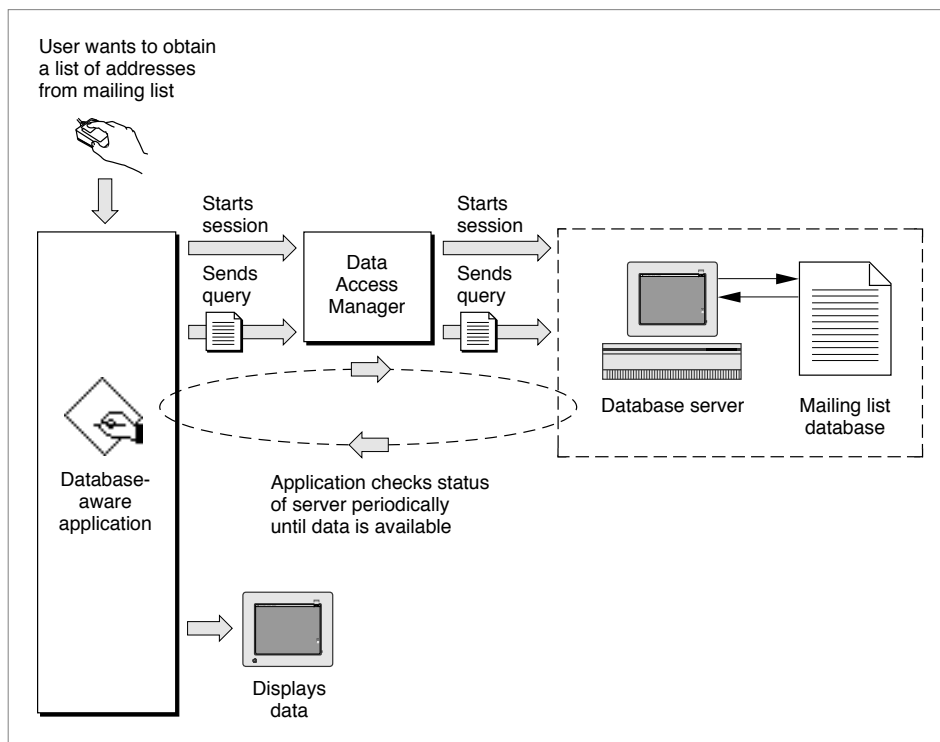 User wants to obtain
a list of addresses
from mailing list
Starts
session
Sends
query
Data
Access
Manager
Starts
session
Sends
query
Database server
Mailing list
database
Database-
aware
application
Application checks status
of server periodically
until data is available
Displays
data